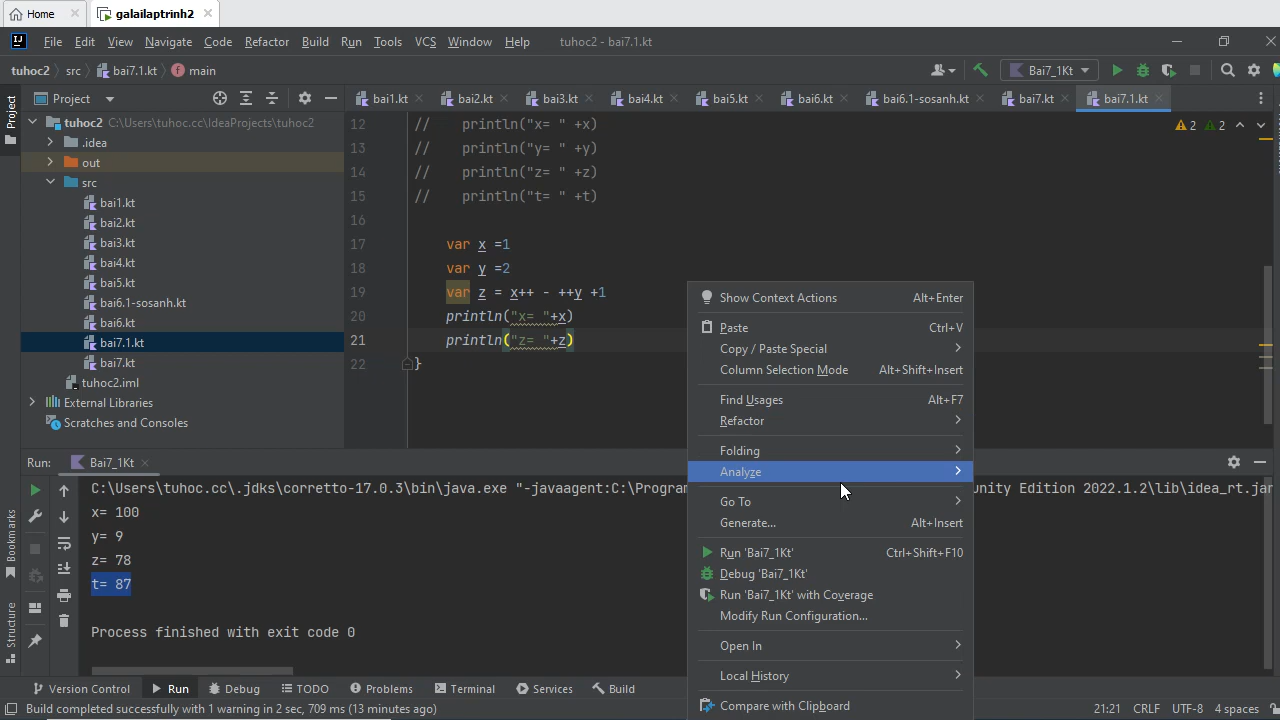 Home galailaptrinh2
File Edit View Navigate Code Refactor Build Run Tools VCS Window Help tuhoc2 - bai7.1.kt
tuhoc2 src bai7.1.kt main Bai7_1Kt
Project
Project bai1.kt bai2.kt bai3.kt bai4.kt bai5.kt bai6.kt bai6.1-sosanh.kt bai7.kt bai7.1.kt
tuhoc2 C:\Users\tuhoc.cc\IdeaProjects\tuhoc2
.idea
out
src
bai1.kt
bai2.kt
bai3.kt
bai4.kt
bai5.kt
bai6.1-sosanh.kt
bai6.kt
bai7.1.kt
bai7.kt
tuhoc2.iml
External Libraries
Scratches and Consoles
12 // println("x= " +x)
13 // println("y= " +y)
14 // println("z= " +z)
15 // println("t= " +t)
16
17 var x =1
18 var y =2
19 var z = x++ - ++y +1
20 println("x= "+x)
21 println("z= "+z)
22 }
2 2
Show Context Actions Alt+Enter
Paste Ctrl+V
Copy / Paste Special
Column Selection Mode Alt+Shift+Insert
Find Usages Alt+F7
Refactor
Folding
Analyze
Go To
Generate... Alt+Insert
Run 'Bai7_1Kt' Ctrl+Shift+F10
Debug 'Bai7_1Kt'
Run 'Bai7_1Kt' with Coverage
Modify Run Configuration...
Open In
Local History
Compare with Clipboard
Run: Bai7_1Kt
C:\Users\tuhoc.cc\.jdks\corretto-17.0.3\bin\java.exe "-javaagent:C:\Program unity Edition 2022.1.2\lib\idea_rt.jar
x= 100
y= 9
z= 78
t= 87
Process finished with exit code 0
Bookmarks
Structure
Version Control Run Debug TODO Problems Terminal Services Build
Build completed successfully with 1 warning in 2 sec, 709 ms (13 minutes ago) 21:21 CRLF UTF-8 4 spaces